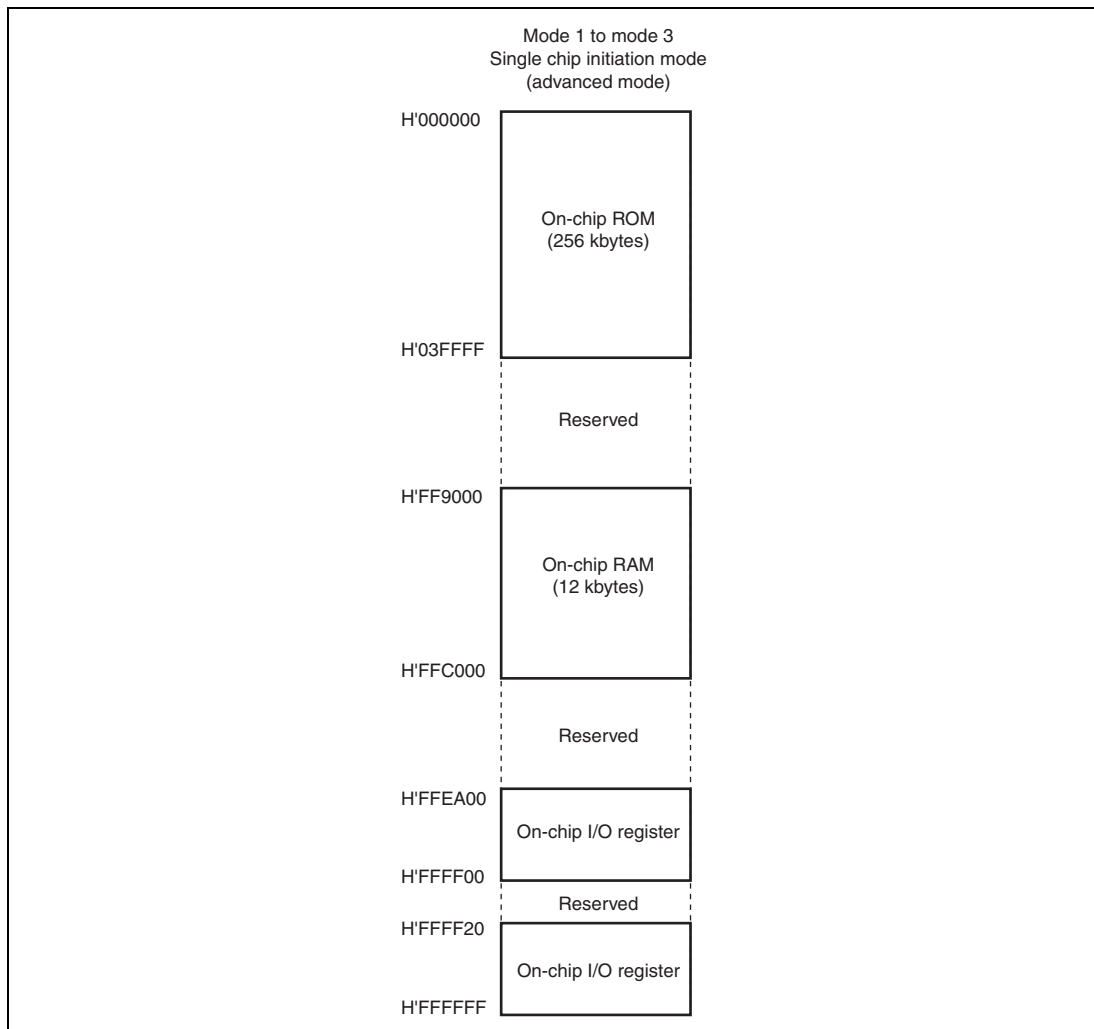 Mode 1 to mode 3
Single chip initiation mode
(advanced mode)
H'000000
On-chip ROM
(256 kbytes)
H'03FFFF
Reserved
H'FF9000
On-chip RAM
(12 kbytes)
H'FFC000
Reserved
H'FFEA00
On-chip I/O register
H'FFFF00
Reserved
H'FFFF20
On-chip I/O register
H'FFFFFF